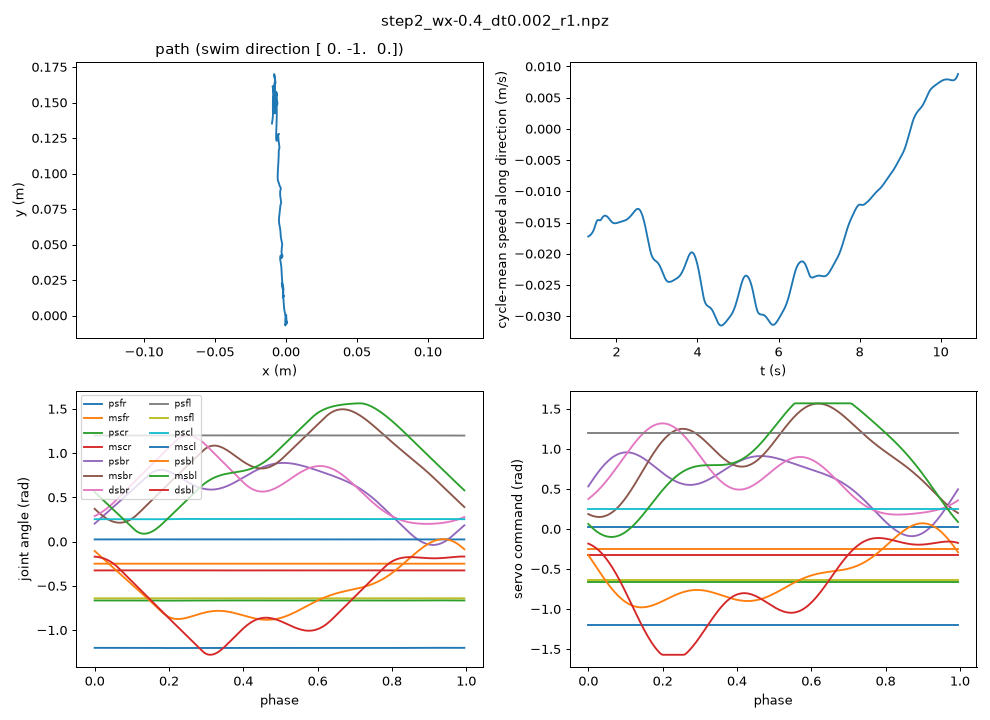 step2_wx-0.4_dt0.002_r1.npz
path (swim direction [ 0. -1.  0.])
0.175
0.150
0.125
0.100
0.075
0.050
0.025
0.000
y (m)
−0.10
−0.05
0.00
0.05
0.10
x (m)
0.010
0.005
0.000
−0.005
−0.010
−0.015
−0.020
−0.025
−0.030
cycle-mean speed along direction (m/s)
2
4
6
8
10
t (s)
1.5
1.0
0.5
0.0
−0.5
−1.0
joint angle (rad)
psfr
msfr
pscr
mscr
psbr
msbr
dsbr
psfl
msfl
pscl
mscl
psbl
msbl
dsbl
0.0
0.2
0.4
0.6
0.8
1.0
phase
1.5
1.0
0.5
0.0
−0.5
−1.0
−1.5
servo command (rad)
0.0
0.2
0.4
0.6
0.8
1.0
phase